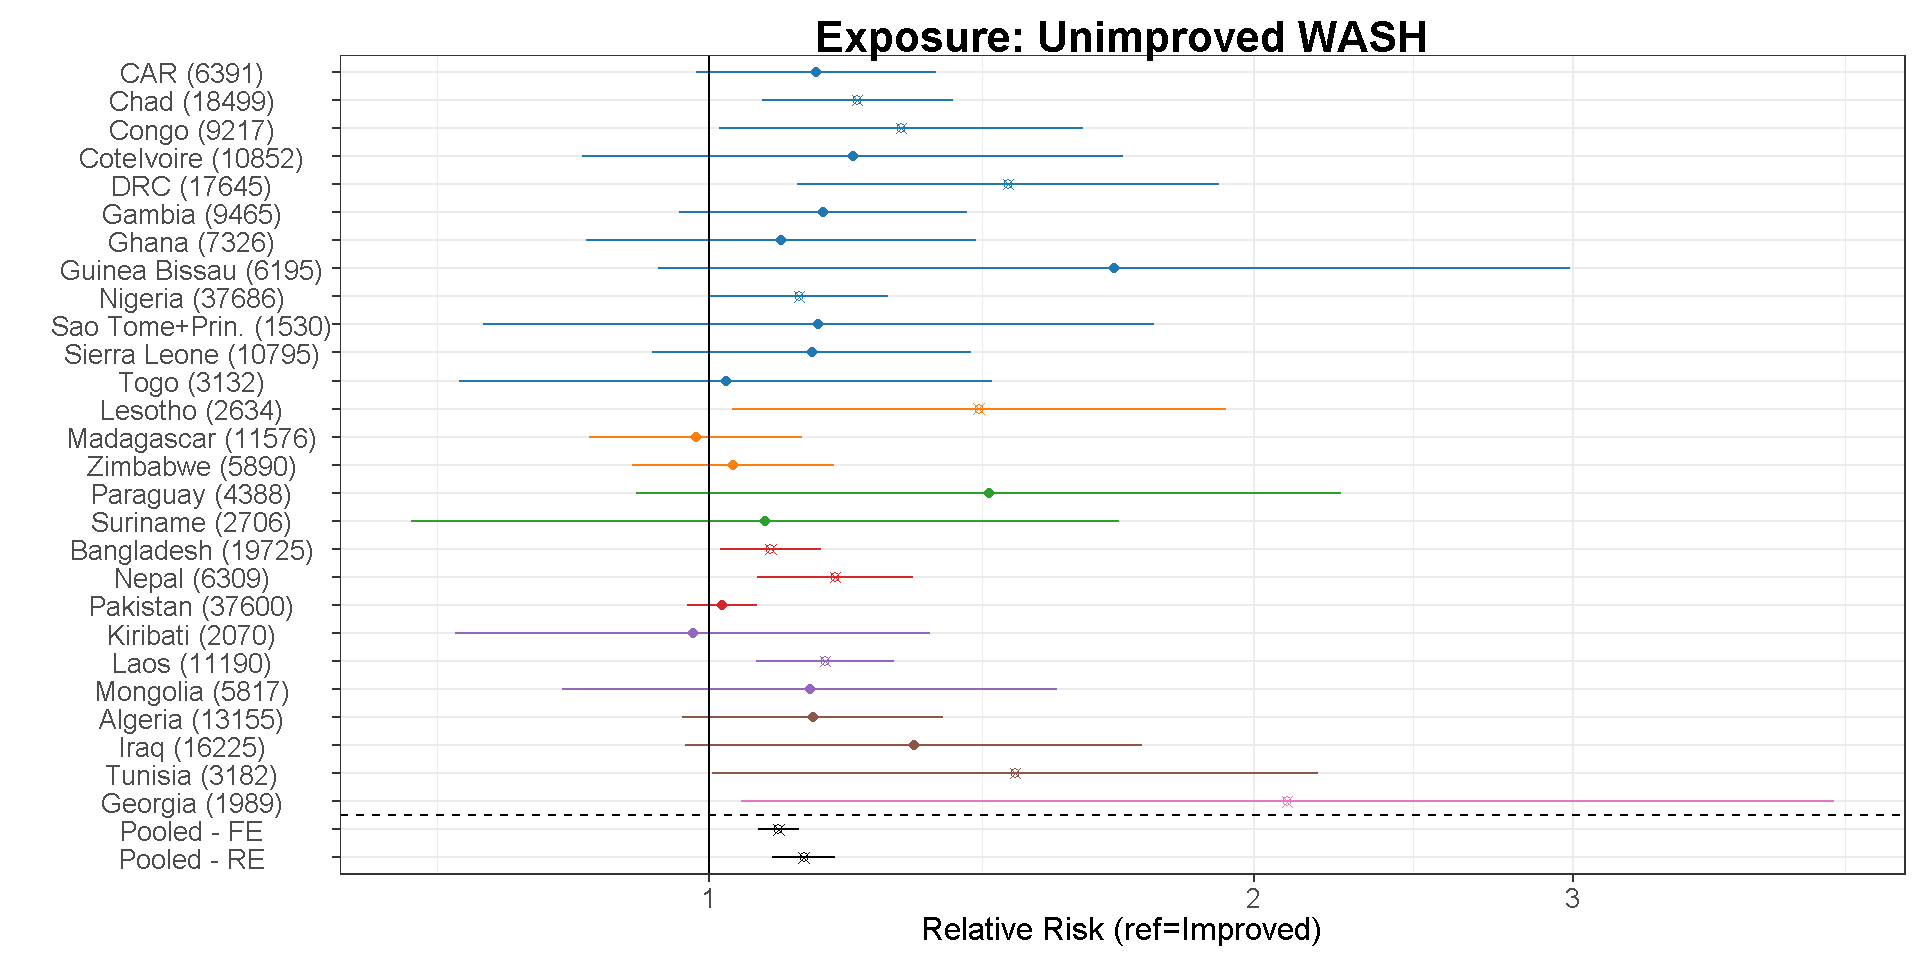 Exposure: Unimproved WASH
CAR (6391)
Chad (18499)
Congo (9217)
CoteIvoire (10852)
DRC (17645)
Gambia (9465)
Ghana (7326)
Guinea Bissau (6195)
Nigeria (37686)
Sao Tome+Prin. (1530)
Sierra Leone (10795)
Togo (3132)
Lesotho (2634)
Madagascar (11576)
Zimbabwe (5890)
Paraguay (4388)
Suriname (2706)
Bangladesh (19725)
Nepal (6309)
Pakistan (37600)
Kiribati (2070)
Laos (11190)
Mongolia (5817)
Algeria (13155)
Iraq (16225)
Tunisia (3182)
Georgia (1989)
Pooled - FE
Pooled - RE
1 2 3
Relative Risk (ref=Improved)